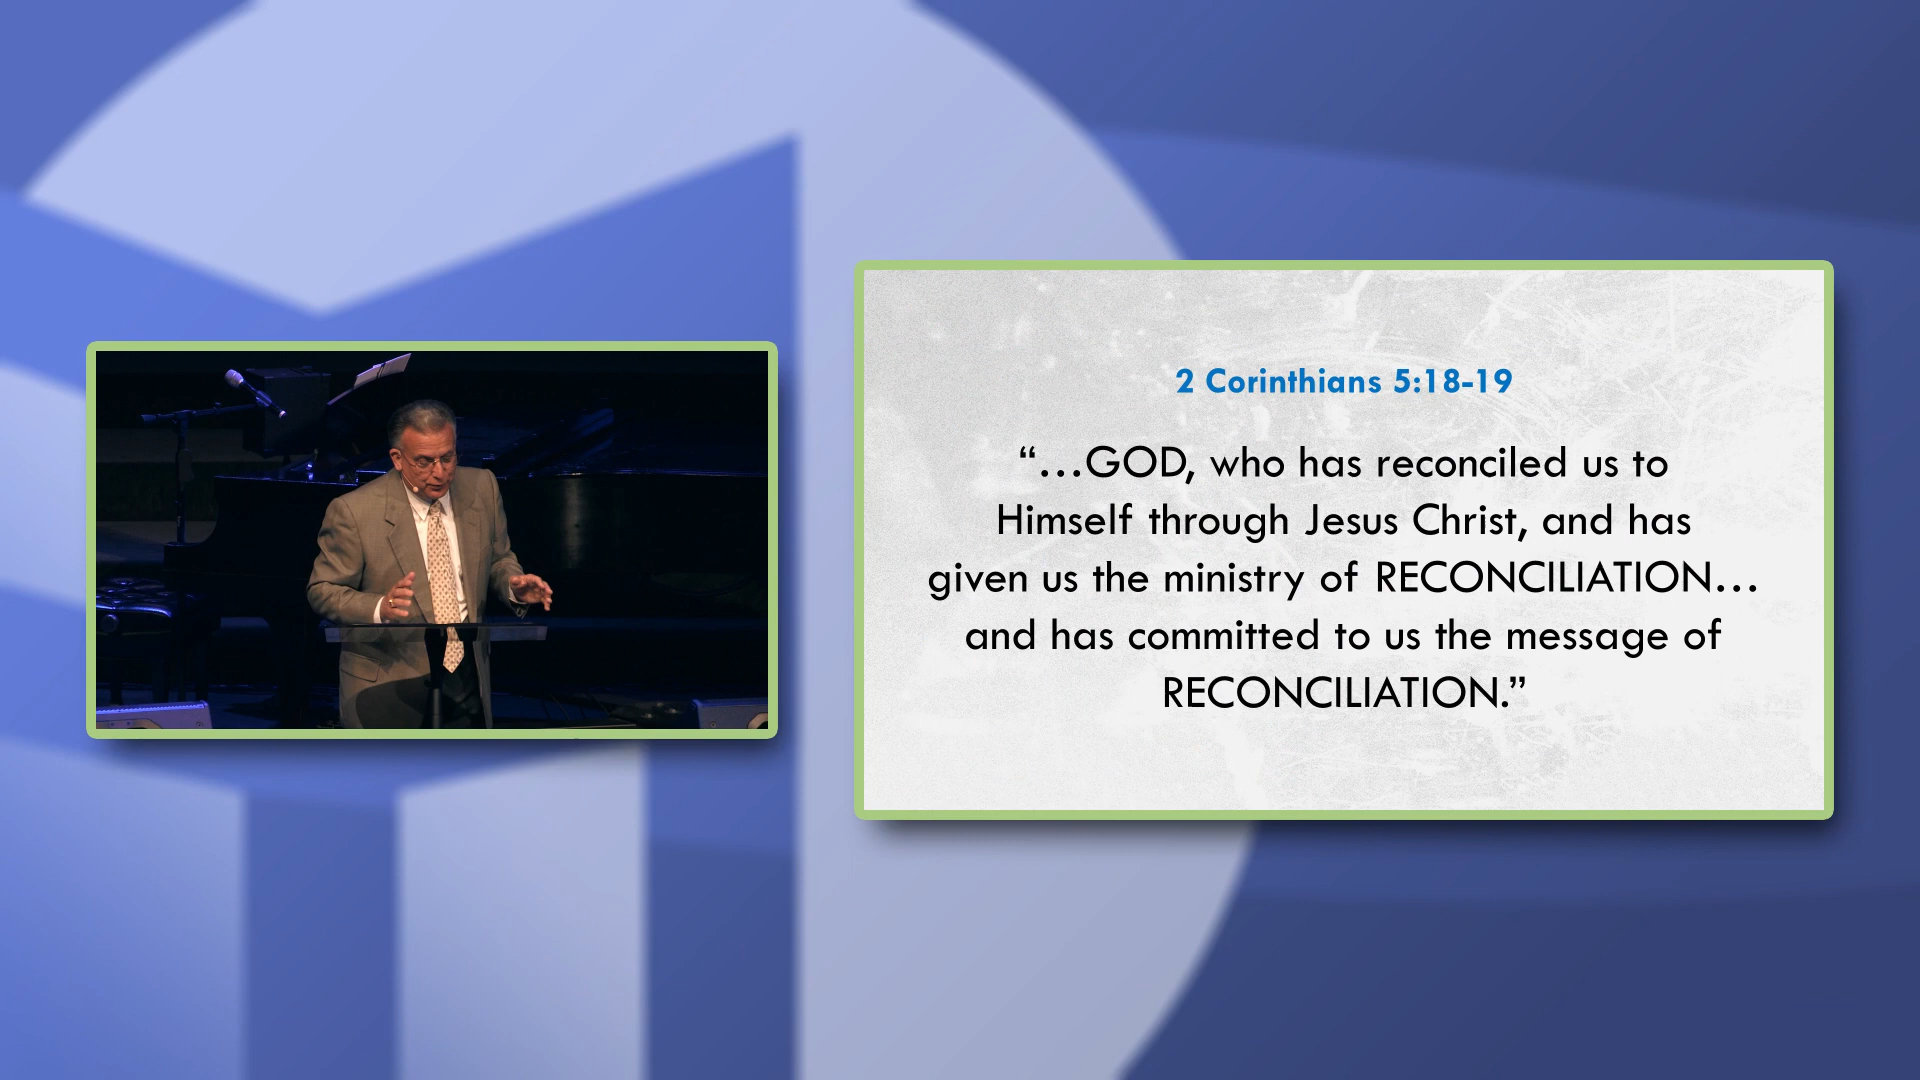 2 Corinthians 5:18-19
“…GOD, who has reconciled us to
Himself through Jesus Christ, and has
given us the ministry of RECONCILIATION…
and has committed to us the message of
RECONCILIATION.”